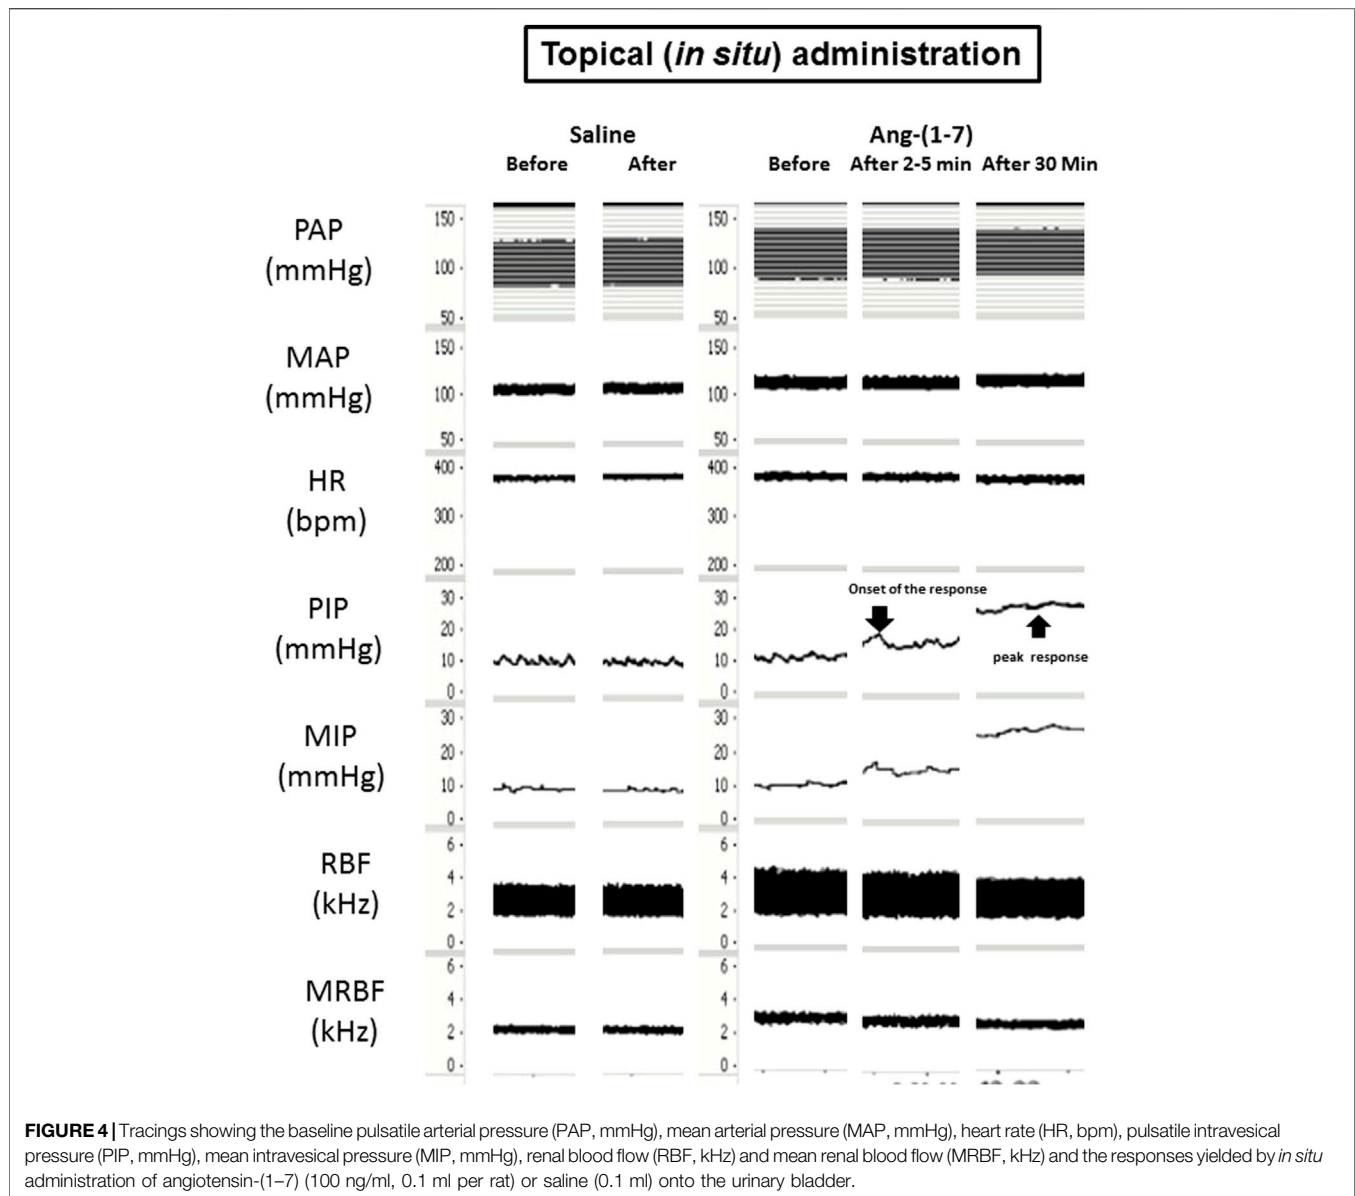 Topical (in situ) administration
Saline
Ang-(1-7)
Before
After
Before
After 2-5 min
After 30 Min
PAP
(mmHg)
150
100
50
150
100
50
MAP
(mmHg)
150
100
50
150
100
50
HR
(bpm)
400
300
200
400
300
200
PIP
(mmHg)
30
20
10
0
30
20
10
0
Onset of the response
peak response
MIP
(mmHg)
30
20
10
0
30
20
10
0
RBF
(kHz)
6
4
2
0
6
4
2
0
MRBF
(kHz)
6
4
2
0
6
4
2
0
FIGURE 4 | Tracings showing the baseline pulsatile arterial pressure (PAP, mmHg), mean arterial pressure (MAP, mmHg), heart rate (HR, bpm), pulsatile intravesical
pressure (PIP, mmHg), mean intravesical pressure (MIP, mmHg), renal blood flow (RBF, kHz) and mean renal blood flow (MRBF, kHz) and the responses yielded by in situ
administration of angiotensin-(1–7) (100 ng/ml, 0.1 ml per rat) or saline (0.1 ml) onto the urinary bladder.